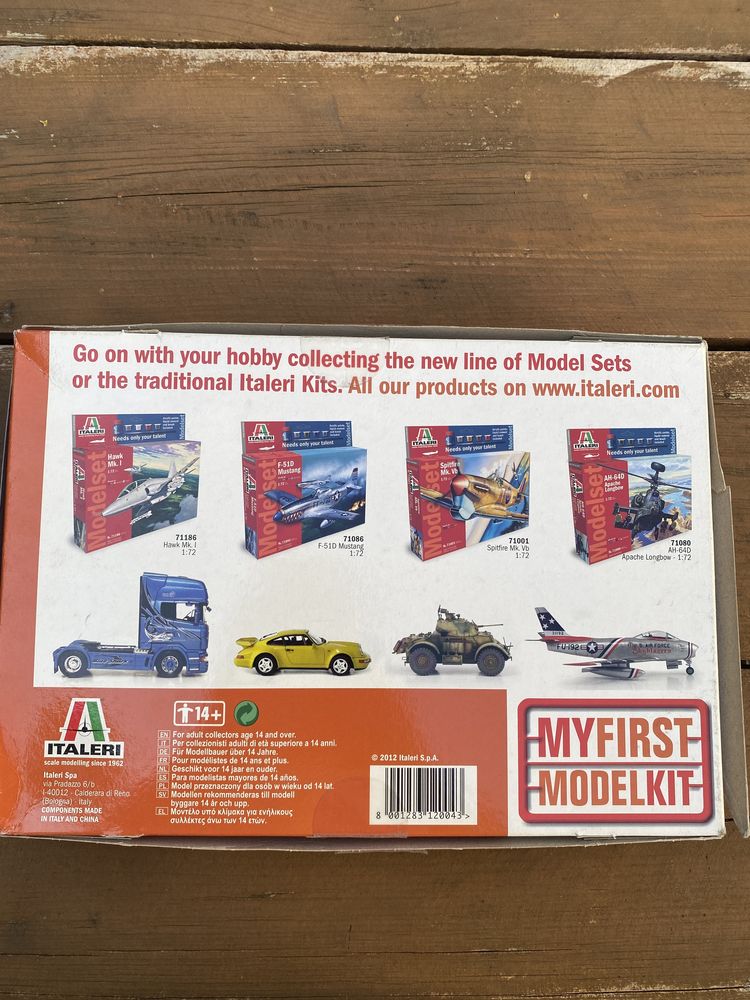 Go on with your hobby collecting the new line of Model Sets
or the traditional Italeri Kits. All our products on www.italeri.com
ITALERI
Needs only your talent
Hawk
Mk. I
Modelset
71186
Hawk Mk. I
1:72
ITALERI
Needs only your talent
F-51D
Mustang
Modelset
71086
F-51D Mustang
1:72
ITALERI
Needs only your talent
Spitfire
Mk. Vb
Modelset
71001
Spitfire Mk. Vb
1:72
ITALERI
Needs only your talent
AH-64D
Apache
Longbow
Modelset
71080
AH-64D
Apache Longbow - 1:72
FU-192
U.S. AIR FORCE
ITALERI
scale modelling since 1962
Italeri Spa
via Pradazzo 6/b
I-40012 - Calderara di Reno
(Bologna) - Italy
COMPONENTS MADE
IN ITALY AND CHINA
14+
EN For adult collectors age 14 and over.
IT Per collezionisti adulti di età superiore a 14 anni.
DE Für Modellbauer über 14 Jahre.
FR Pour modélistes de 14 ans et plus.
NL Geschikt voor 14 jaar en ouder.
ES Para modelistas mayores de 14 años.
PL Model przeznaczony dla osób w wieku od 14 lat.
SV Modellen rekommenderas till modell
byggare 14 år och upp.
EL Μοντέλο υπό κλίμακα για ενήλικους
συλλέκτες άνω των 14 ετών.
© 2012 Italeri S.p.A.
8 001283 120043 >
MYFIRST
MODELKIT